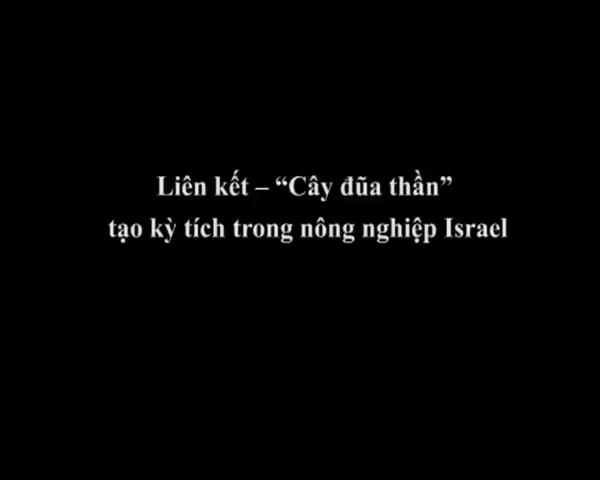 Liên kết – “Cây đũa thần”
tạo kỳ tích trong nông nghiệp Israel